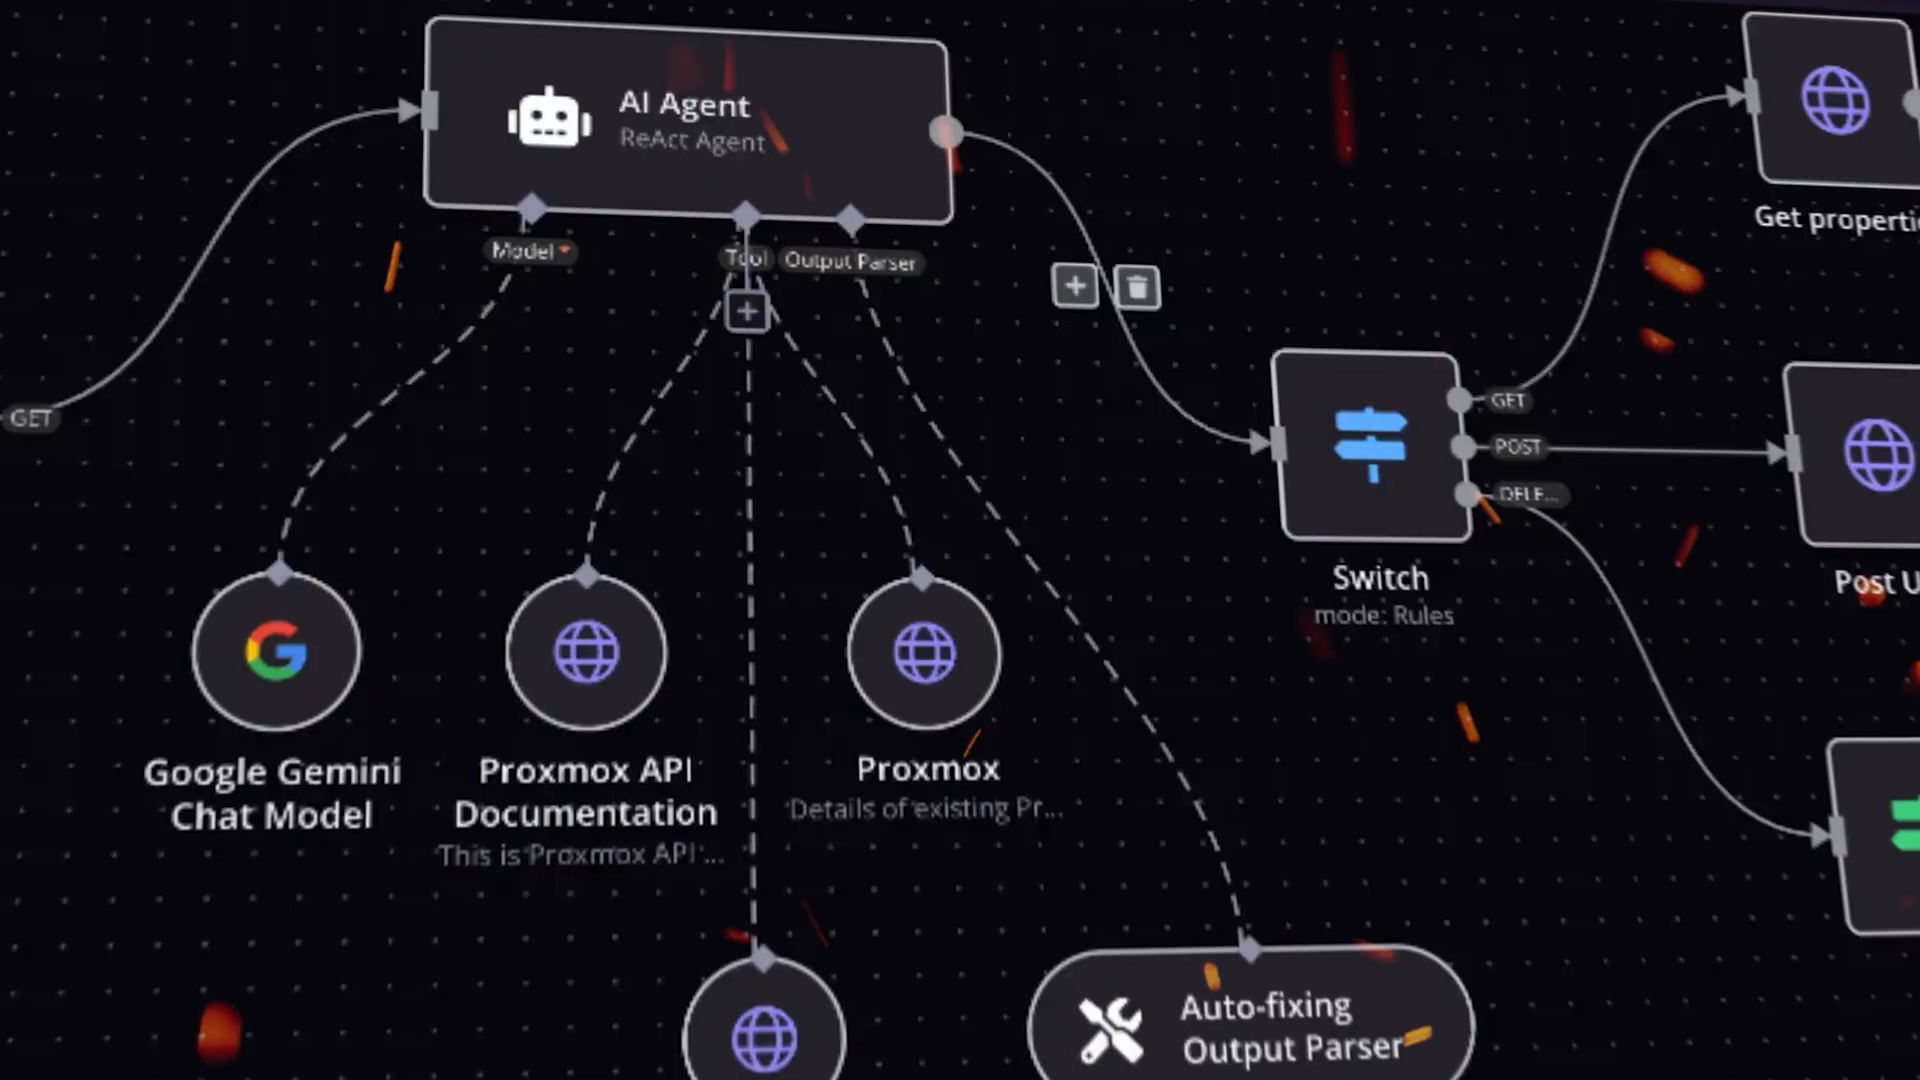 AI Agent
ReAct Agent
Model *
Tool
Output Parser
GET
Google Gemini
Chat Model
Proxmox API
Documentation
This is Proxmox API ...
Proxmox
Details of existing Pr...
Auto-fixing
Output Parser
GET
POST
DELE...
Switch
mode: Rules
Get properti
Post U